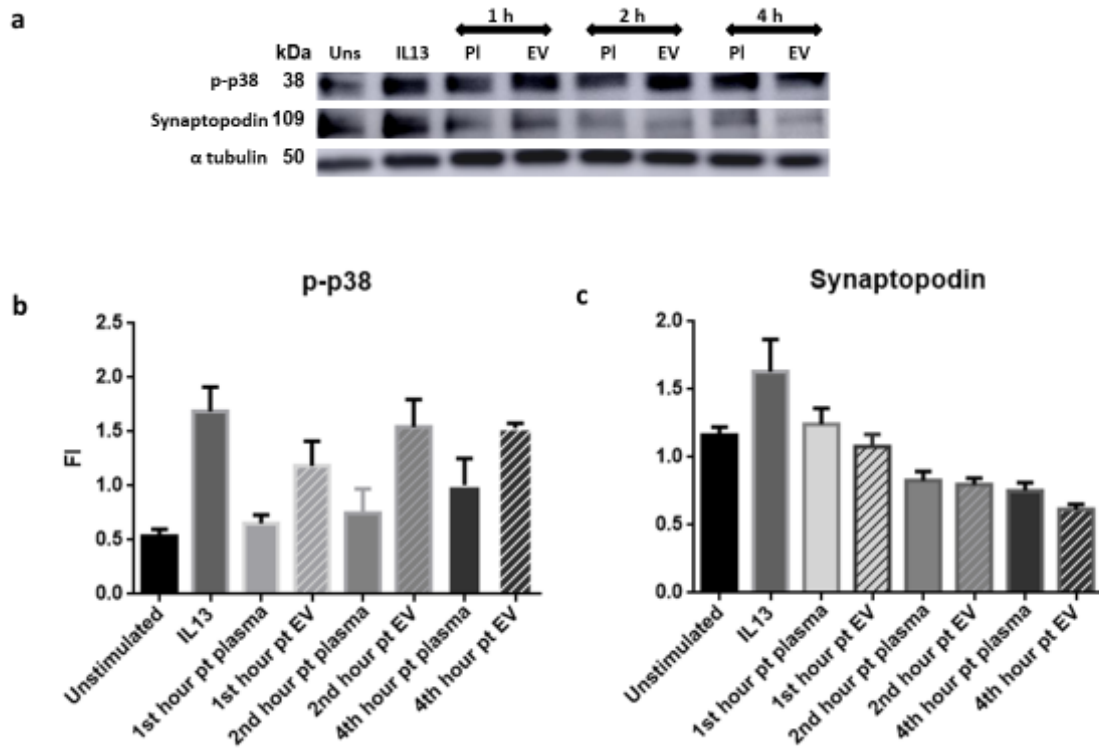 a
1 h 2 h 4 h
kDa Uns IL13 Pl EV Pl EV Pl EV
p-p38 38
Synaptopodin 109
α tubulin 50
b
p-p38
FI
2.5
2.0
1.5
1.0
0.5
0.0
Unstimulated
IL13
1st hour pt plasma
1st hour pt EV
2nd hour pt plasma
2nd hour pt EV
4th hour pt plasma
4th hour pt EV
c
Synaptopodin
2.0
1.5
1.0
0.5
0.0
Unstimulated
IL13
1st hour pt plasma
1st hour pt EV
2nd hour pt plasma
2nd hour pt EV
4th hour pt plasma
4th hour pt EV